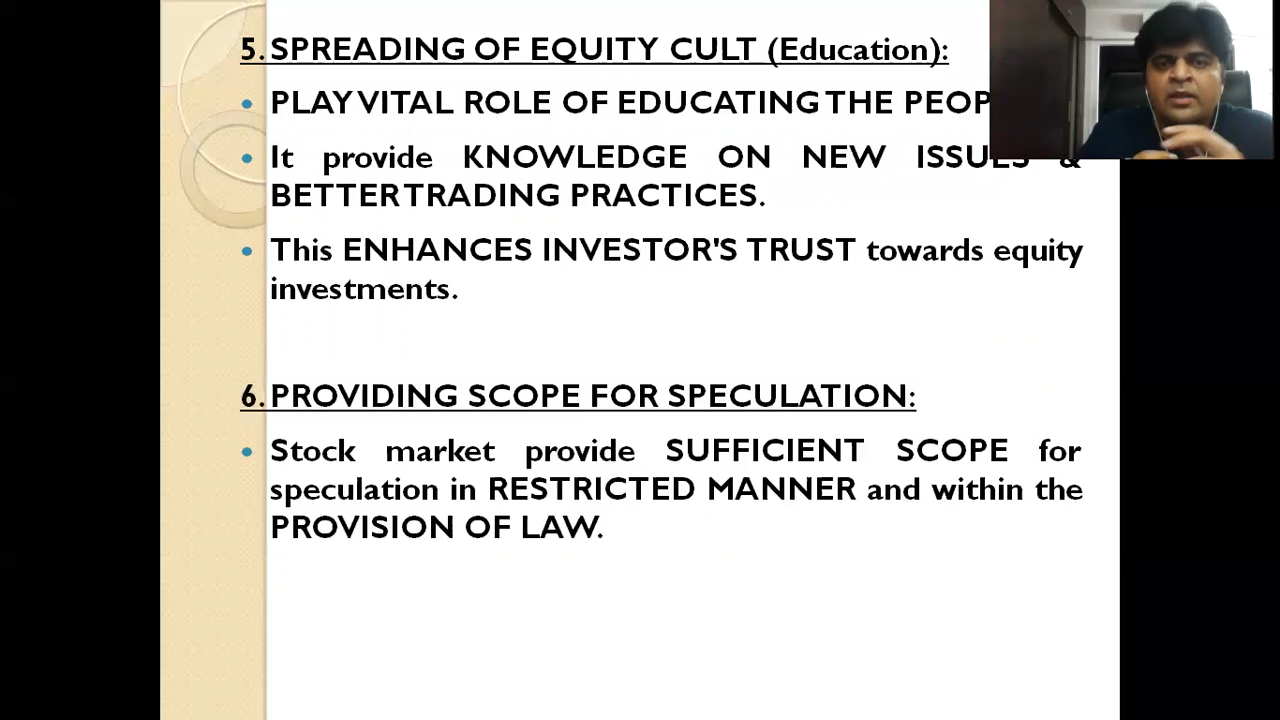 5. SPREADING OF EQUITY CULT (Education):
• PLAY VITAL ROLE OF EDUCATING THE
• It provide KNOWLEDGE ON NEW ISSUES &
BETTER TRADING PRACTICES.
• This ENHANCES INVESTOR'S TRUST towards equity
investments.
6. PROVIDING SCOPE FOR SPECULATION:
• Stock market provide SUFFICIENT SCOPE for
speculation in RESTRICTED MANNER and within the
PROVISION OF LAW.